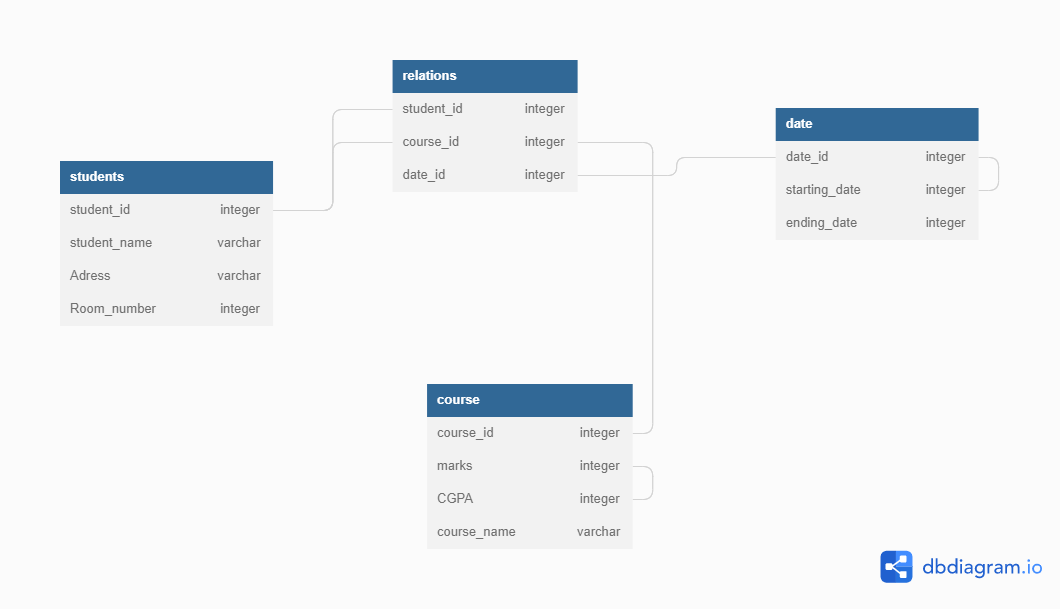 relations
student_id integer
course_id integer
date_id integer
date
date_id integer
starting_date integer
ending_date integer
students
student_id integer
student_name varchar
Adress varchar
Room_number integer
course
course_id integer
marks integer
CGPA integer
course_name varchar
dbdiagram.io